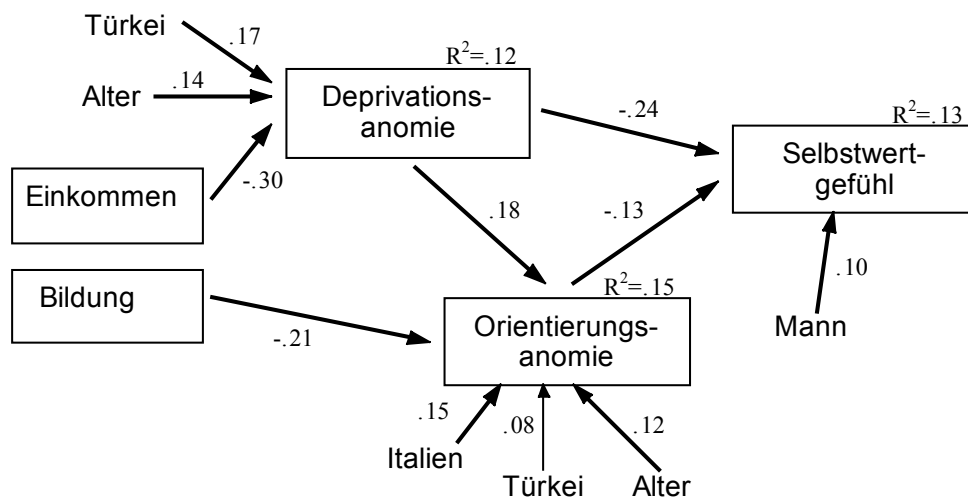 Türkei
.17
R²=.12
Alter
.14
Deprivations-
anomie
-.24
R²=.13
Selbstwert-
gefühl
Einkommen
-.30
.18
-.13
.10
Mann
Bildung
-.21
R²=.15
Orientierungs-
anomie
.15
.08
.12
Italien
Türkei
Alter